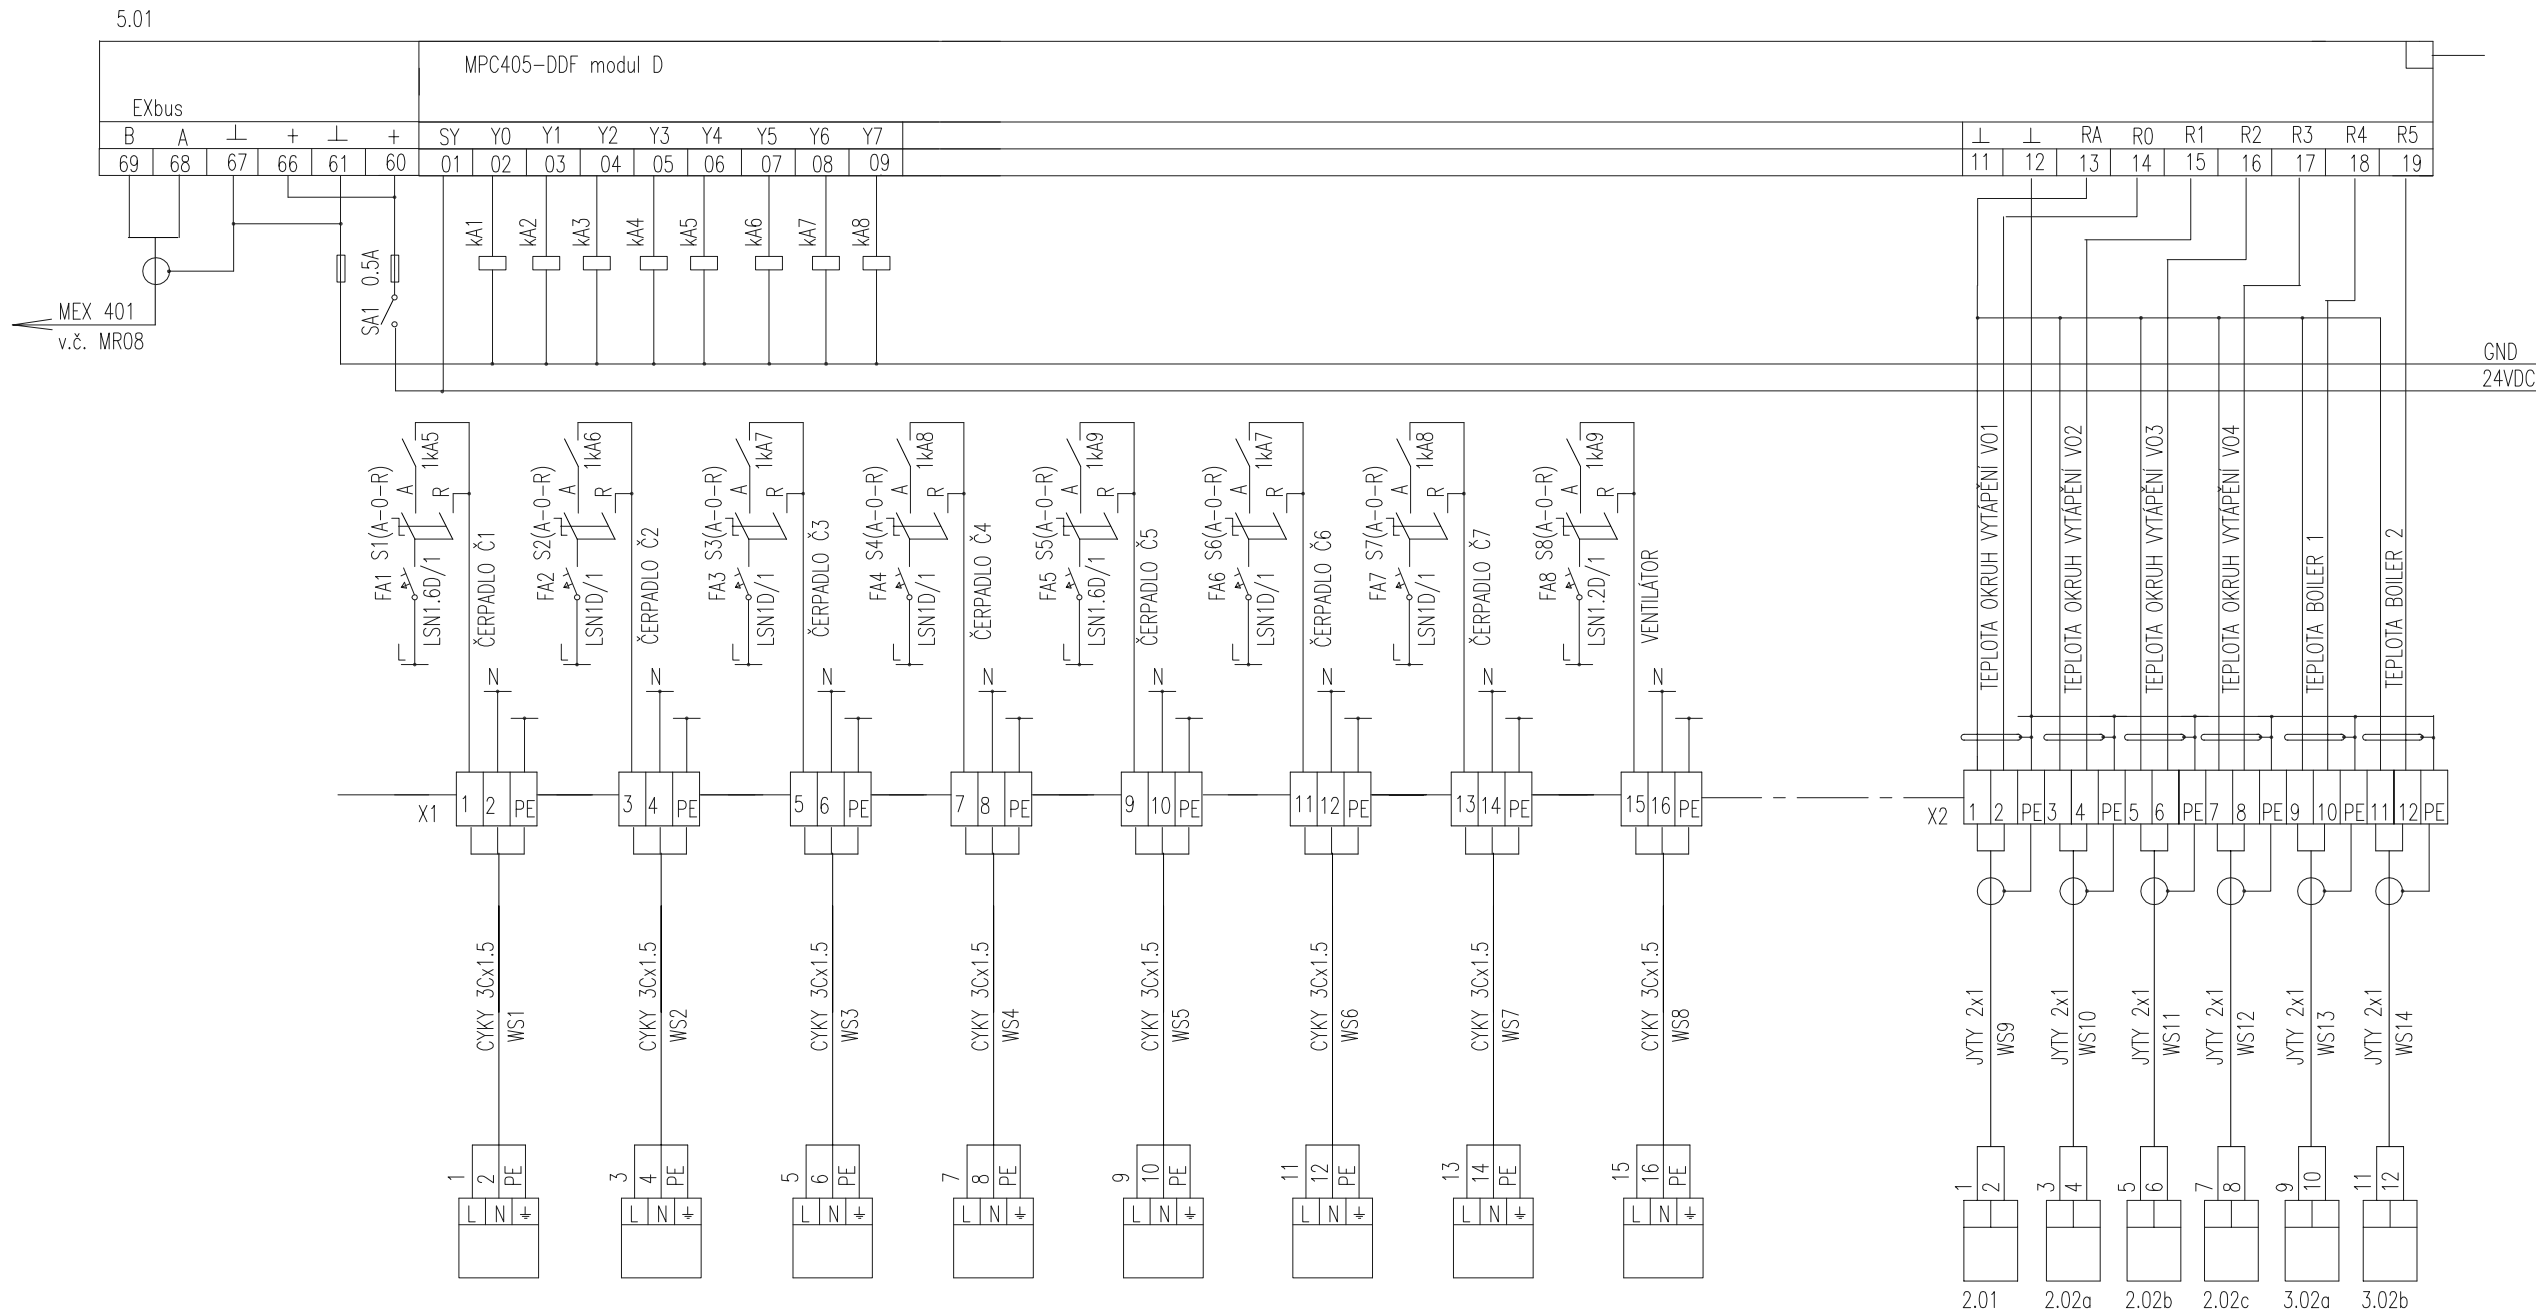 5.01
MPC405-DDF modul D
EXbus
B A ⊥ + ⊥ + SY Y0 Y1 Y2 Y3 Y4 Y5 Y6 Y7 ⊥ ⊥ RA R0 R1 R2 R3 R4 R5
69 68 67 66 61 60 01 02 03 04 05 06 07 08 09 11 12 13 14 15 16 17 18 19
kA1 kA2 kA3 kA4 kA5 kA6 kA7 kA8
0.5A
SA1
MEX 401
v.č. MR08
GND
24VDC
FA1 S1(A-0-R)
LSN1.6D/1
A R 1kA5
L
ČERPADLO Č1
FA2 S2(A-0-R)
LSN1D/1
A R 1kA6
L
ČERPADLO Č2
FA3 S3(A-0-R)
LSN1D/1
A R 1kA7
L
ČERPADLO Č3
FA4 S4(A-0-R)
LSN1D/1
A R 1kA8
L
ČERPADLO Č4
FA5 S5(A-0-R)
LSN1.6D/1
A R 1kA9
L
ČERPADLO Č5
FA6 S6(A-0-R)
LSN1D/1
A R 1kA7
L
ČERPADLO Č6
FA7 S7(A-0-R)
LSN1D/1
A R 1kA8
L
ČERPADLO Č7
FA8 S8(A-0-R)
LSN1.2D/1
A R 1kA9
L
VENTILÁTOR
TEPLOTA OKRUH VYTÁPĚNÍ V01
TEPLOTA OKRUH VYTÁPĚNÍ V02
TEPLOTA OKRUH VYTÁPĚNÍ V03
TEPLOTA OKRUH VYTÁPĚNÍ V04
TEPLOTA BOILER 1
TEPLOTA BOILER 2
N N N N N N N N
X1 1 2 PE 3 4 PE 5 6 PE 7 8 PE 9 10 PE 11 12 PE 13 14 PE 15 16 PE
X2 1 2 PE 3 4 PE 5 6 PE 7 8 PE 9 10 PE 11 12 PE
CYKY 3Cx1.5
WS1
CYKY 3Cx1.5
WS2
CYKY 3Cx1.5
WS3
CYKY 3Cx1.5
WS4
CYKY 3Cx1.5
WS5
CYKY 3Cx1.5
WS6
CYKY 3Cx1.5
WS7
CYKY 3Cx1.5
WS8
JYTY 2x1
WS9
JYTY 2x1
WS10
JYTY 2x1
WS11
JYTY 2x1
WS12
JYTY 2x1
WS13
JYTY 2x1
WS14
1 2 PE 3 4 PE 5 6 PE 7 8 PE 9 10 PE 11 12 PE 13 14 PE 15 16 PE
1 2 3 4 5 6 7 8 9 10 11 12
L N ⏚ L N ⏚ L N ⏚ L N ⏚ L N ⏚ L N ⏚ L N ⏚ L N ⏚
2.01 2.02a 2.02b 2.02c 3.02a 3.02b